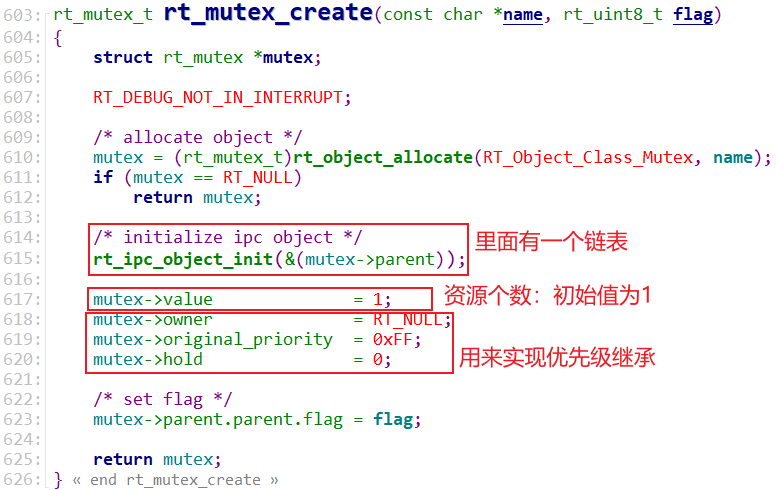 603: rt_mutex_t rt_mutex_create(const char *name, rt_uint8_t flag)
604: {
605:     struct rt_mutex *mutex;
606:
607:     RT_DEBUG_NOT_IN_INTERRUPT;
608:
609:     /* allocate object */
610:     mutex = (rt_mutex_t)rt_object_allocate(RT_Object_Class_Mutex, name);
611:     if (mutex == RT_NULL)
612:         return mutex;
613:
614:     /* initialize ipc object */ 里面有一个链表
615:     rt_ipc_object_init(&(mutex->parent));
616:
617:     mutex->value              = 1; 资源个数：初始值为1
618:     mutex->owner              = RT_NULL;
619:     mutex->original_priority  = 0xFF;
620:     mutex->hold               = 0; 用来实现优先级继承
621:
622:     /* set flag */
623:     mutex->parent.parent.flag = flag;
624:
625:     return mutex;
626: } « end rt_mutex_create »